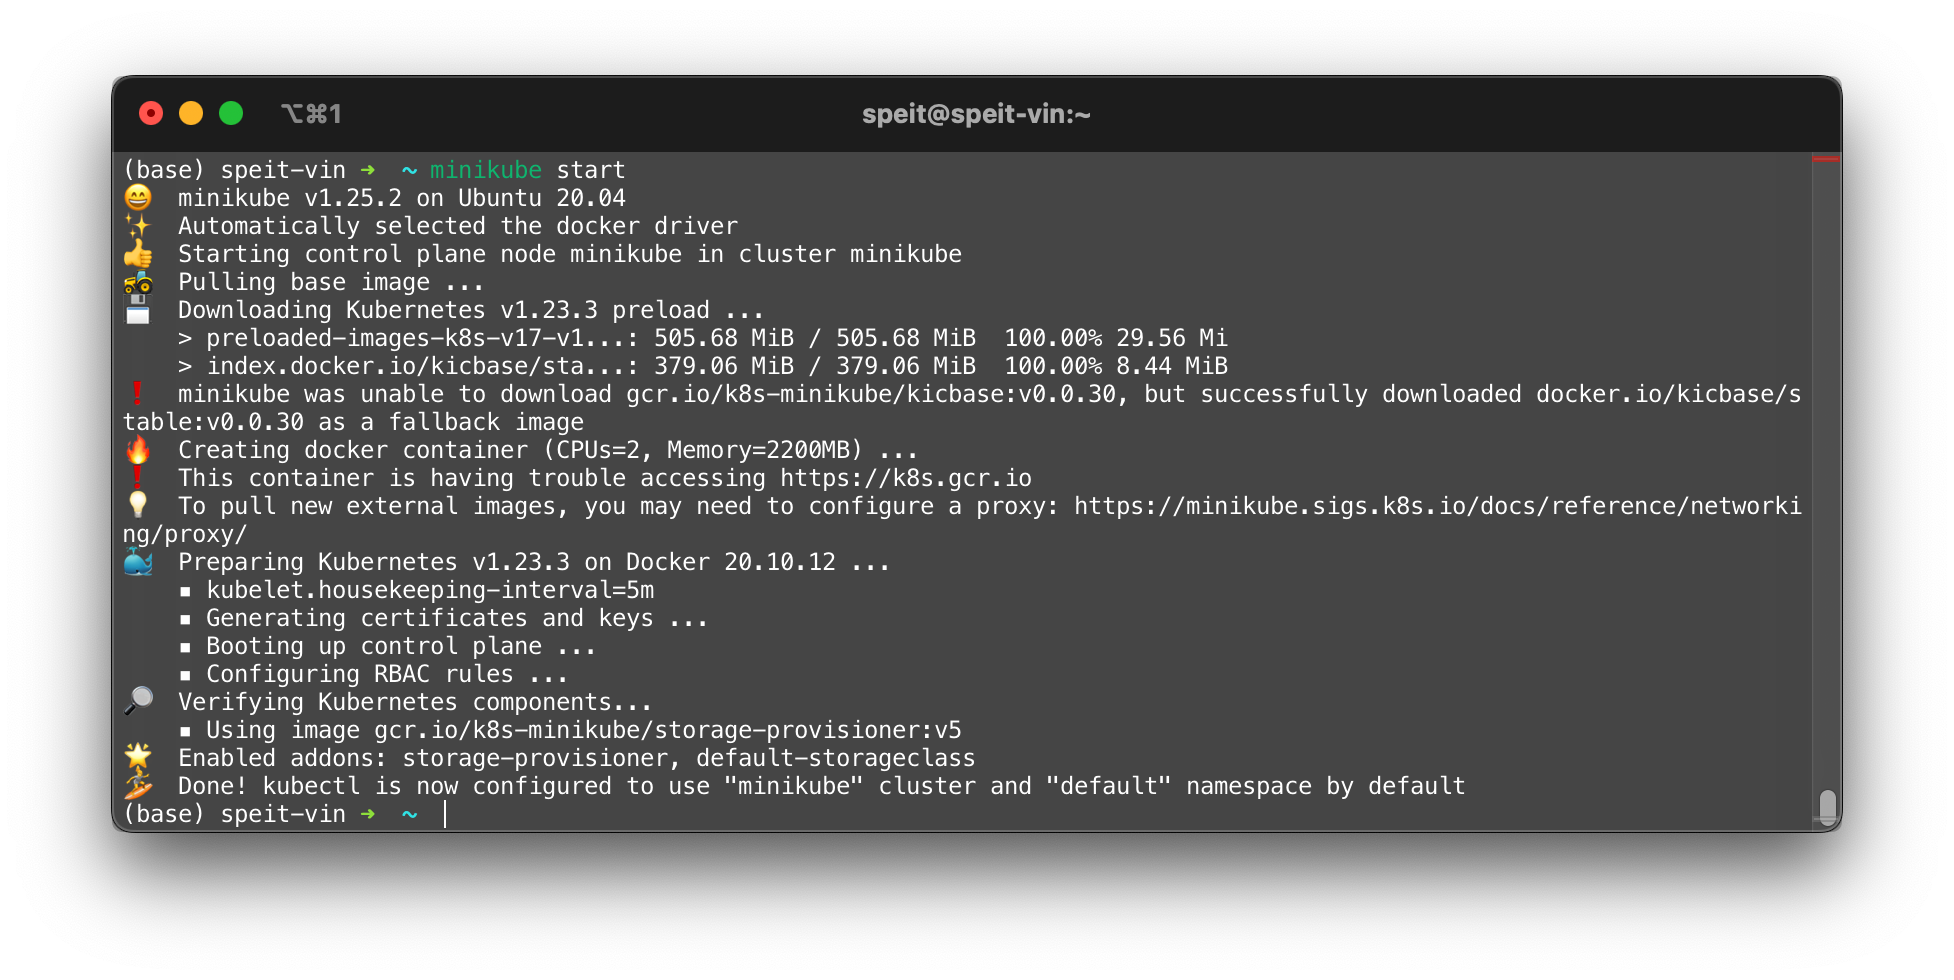 ⌥⌘1
speit@speit-vin:~
(base) speit-vin ➜  ~ minikube start
😄  minikube v1.25.2 on Ubuntu 20.04
✨  Automatically selected the docker driver
👍  Starting control plane node minikube in cluster minikube
🚜  Pulling base image ...
💾  Downloading Kubernetes v1.23.3 preload ...
    > preloaded-images-k8s-v17-v1...: 505.68 MiB / 505.68 MiB  100.00% 29.56 Mi
    > index.docker.io/kicbase/sta...: 379.06 MiB / 379.06 MiB  100.00% 8.44 MiB
❗  minikube was unable to download gcr.io/k8s-minikube/kicbase:v0.0.30, but successfully downloaded docker.io/kicbase/s
table:v0.0.30 as a fallback image
🔥  Creating docker container (CPUs=2, Memory=2200MB) ...
❗  This container is having trouble accessing https://k8s.gcr.io
💡  To pull new external images, you may need to configure a proxy: https://minikube.sigs.k8s.io/docs/reference/networki
ng/proxy/
🐳  Preparing Kubernetes v1.23.3 on Docker 20.10.12 ...
    ▪ kubelet.housekeeping-interval=5m
    ▪ Generating certificates and keys ...
    ▪ Booting up control plane ...
    ▪ Configuring RBAC rules ...
🔎  Verifying Kubernetes components...
    ▪ Using image gcr.io/k8s-minikube/storage-provisioner:v5
🌟  Enabled addons: storage-provisioner, default-storageclass
🏄  Done! kubectl is now configured to use "minikube" cluster and "default" namespace by default
(base) speit-vin ➜  ~